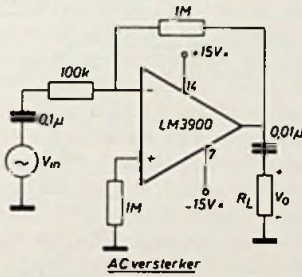 1M
+15V=
100k
14
0,1µ
−
LM3900
Vin
+
7
0,01µ
1M
−15V=
RL
+
Vo
−
AC versterker